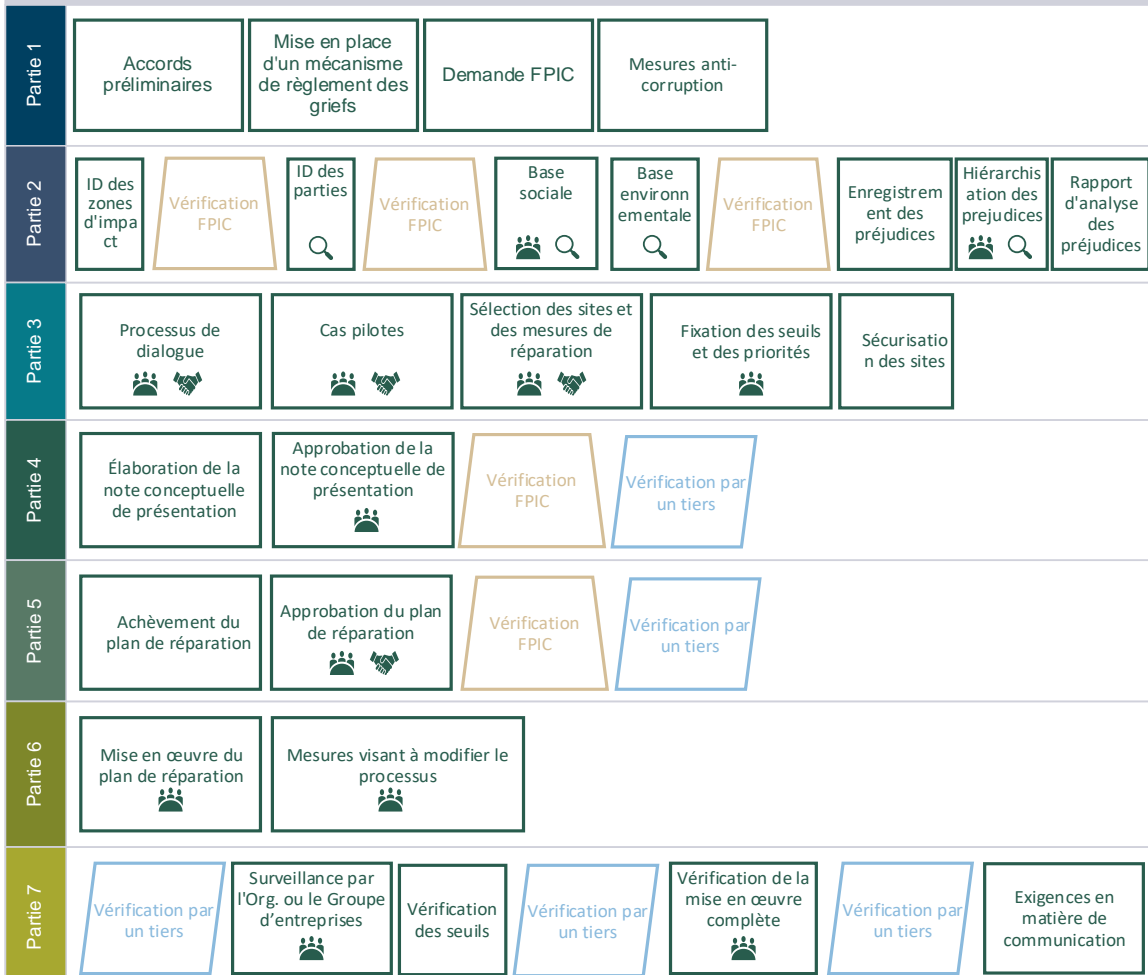 Partie 1
Accords
préliminaires
Mise en place
d'un mécanisme
de règlement des
griefs
Demande FPIC
Mesures anti-
corruption
Partie 2
ID des
zones
d'impa
ct
Vérification
FPIC
ID des
parties
Vérification
FPIC
Base
sociale
Base
environn
ementale
Vérification
FPIC
Enregistrem
ent des
préjudices
Hiérarchis
ation des
prejudices
Rapport
d'analyse
des
préjudices
Partie 3
Processus de
dialogue
Cas pilotes
Sélection des sites et
des mesures de
réparation
Fixation des seuils
et des priorités
Sécurisatio
n des sites
Partie 4
Élaboration de la
note conceptuelle
de présentation
Approbation de la
note conceptuelle de
présentation
Vérification
FPIC
Vérification par
un tiers
Partie 5
Achèvement du
plan de réparation
Approbation du plan
de réparation
Vérification
FPIC
Vérification par
un tiers
Partie 6
Mise en œuvre du
plan de réparation
Mesures visant à modifier le
processus
Partie 7
Vérification par
un tiers
Surveillance par
l'Org. ou le Groupe
d’entreprises
Vérification
des seuils
Vérification par
un tiers
Vérification de la
mise en œuvre
complète
Vérification par
un tiers
Exigences en
matière de
communication